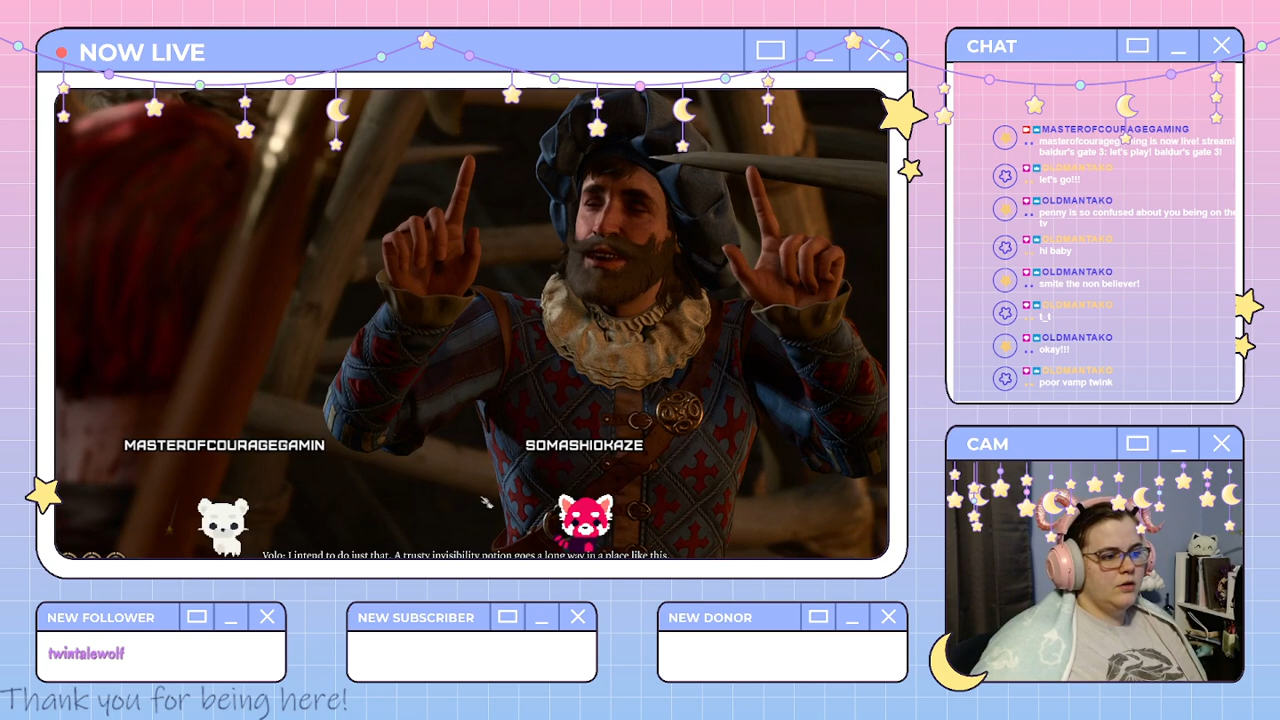 NOW LIVE
MASTEROFCOURAGEGAMIN
SOMASHIOKAZE
Volo: I intend to do just that. A trusty invisibility potion goes a long way in a place like this.
CHAT
MASTEROFCOURAGEGAMING
masterofcouragegaming is now live! streami
baldur's gate 3: let's play! baldur's gate 3!
OLDMANTAKO
let's go!!!
OLDMANTAKO
penny is so confused about you being on the
tv
OLDMANTAKO
hi baby
OLDMANTAKO
smite the non believer!
OLDMANTAKO
t_t
OLDMANTAKO
okay!!!
OLDMANTAKO
poor vamp twink
CAM
NEW FOLLOWER
twintalewolf
NEW SUBSCRIBER
NEW DONOR
Thank you for being here!